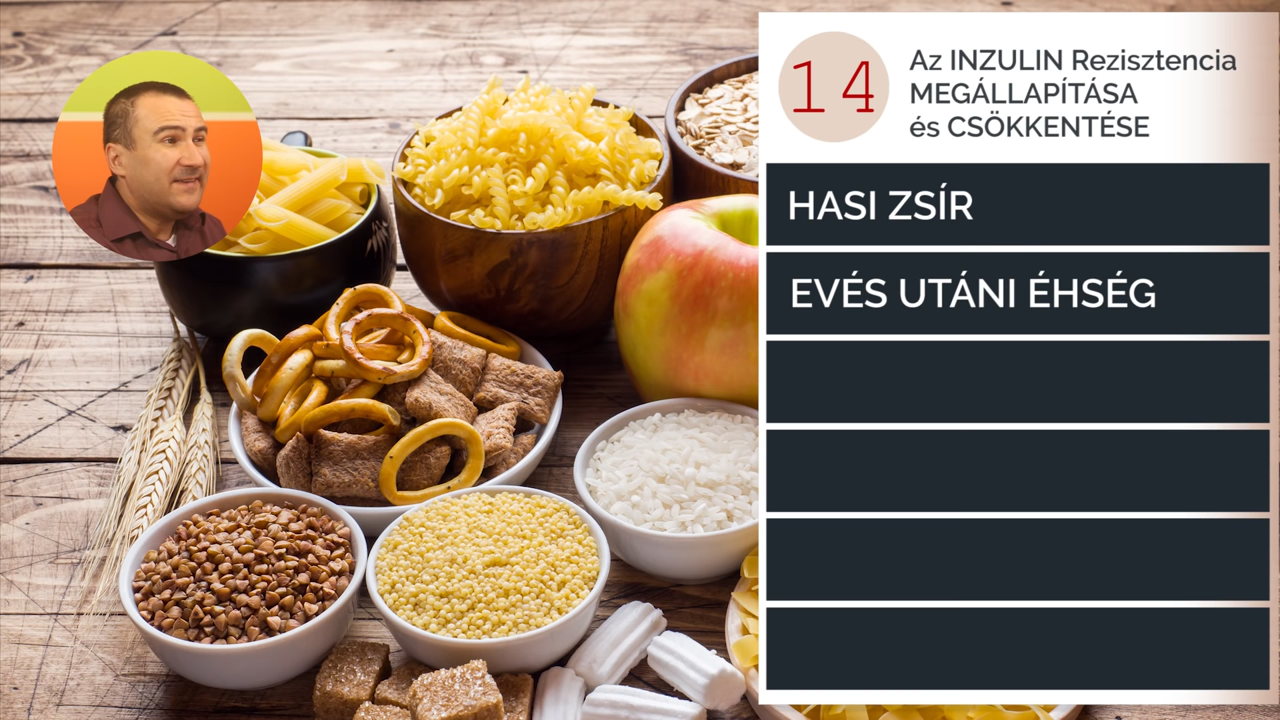 14
Az INZULIN Rezisztencia
MEGÁLLAPÍTÁSA
és CSÖKKENTÉSE
HASI ZSÍR
EVÉS UTÁNI ÉHSÉG